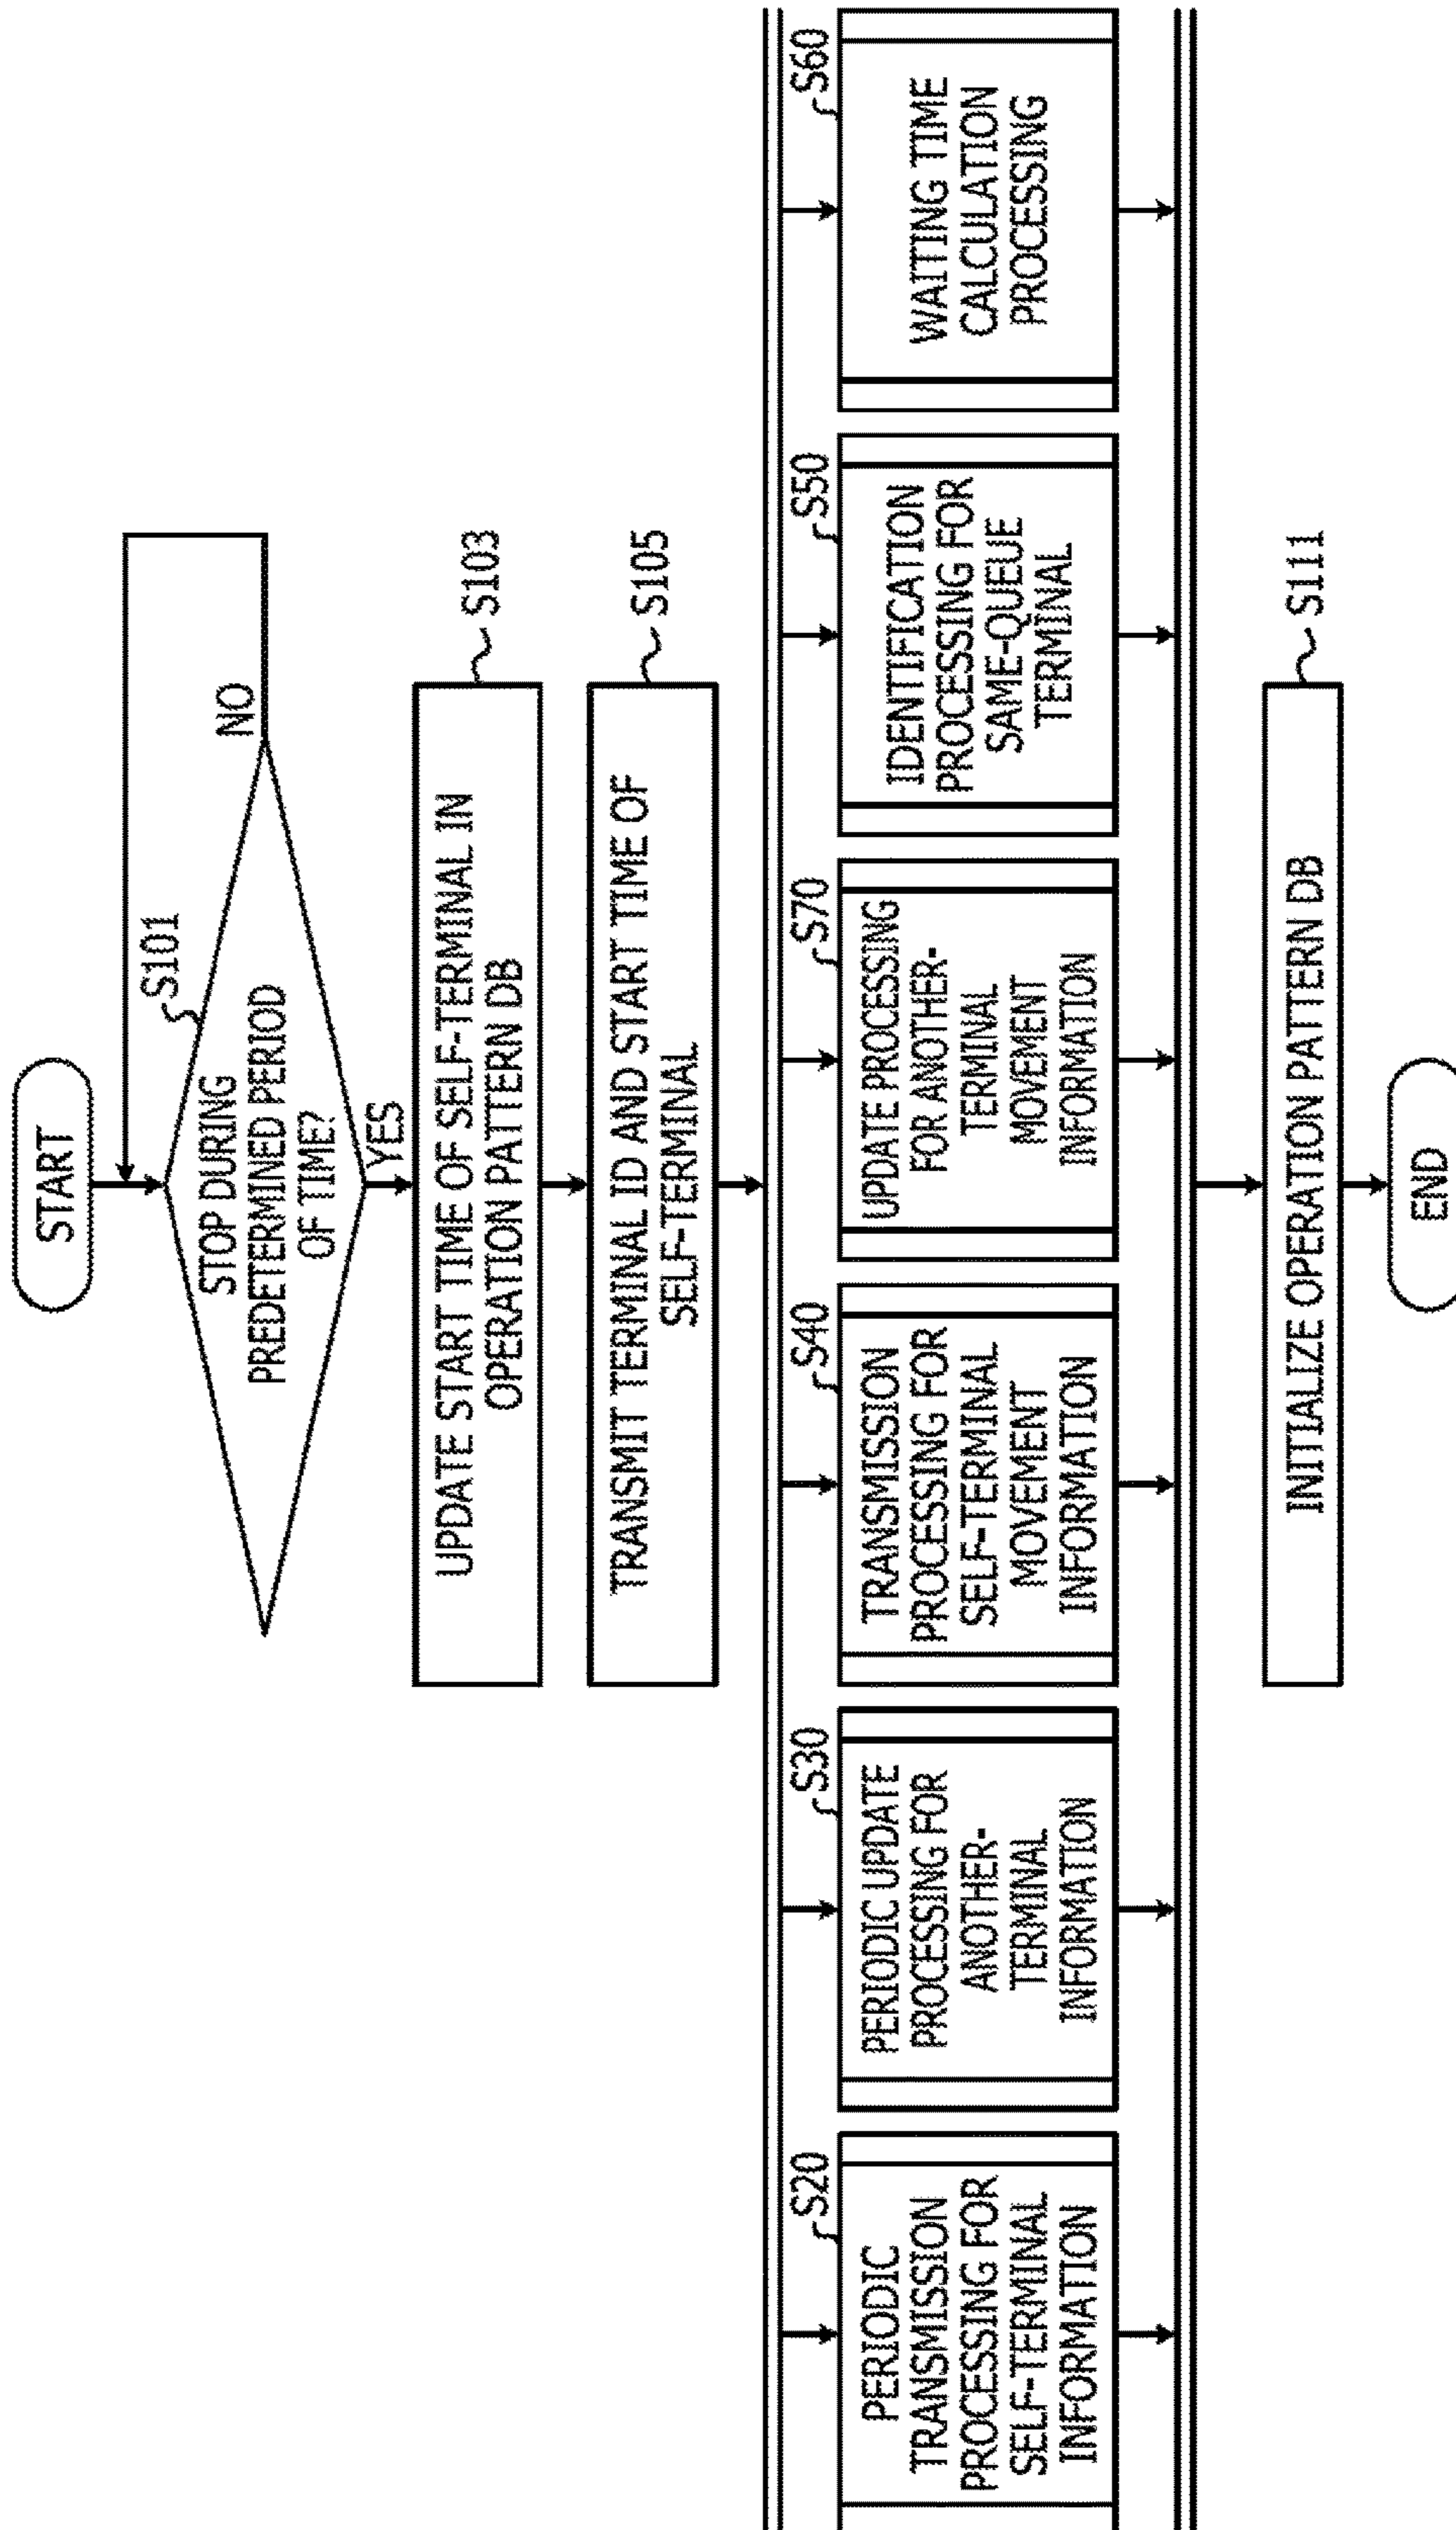 START
S101
STOP DURING
PREDETERMINED PERIOD
OF TIME?
NO
YES
S103
UPDATE START TIME OF SELF-TERMINAL IN
OPERATION PATTERN DB
S105
TRANSMIT TERMINAL ID AND START TIME OF
SELF-TERMINAL
S20
PERIODIC
TRANSMISSION
PROCESSING FOR
SELF-TERMINAL
INFORMATION
S30
PERIODIC UPDATE
PROCESSING FOR
ANOTHER-
TERMINAL
INFORMATION
S40
TRANSMISSION
PROCESSING FOR
SELF-TERMINAL
MOVEMENT
INFORMATION
S70
UPDATE PROCESSING
FOR ANOTHER-
TERMINAL
MOVEMENT
INFORMATION
S50
IDENTIFICATION
PROCESSING FOR
SAME-QUEUE
TERMINAL
S60
WAITING TIME
CALCULATION
PROCESSING
S111
INITIALIZE OPERATION PATTERN DB
END